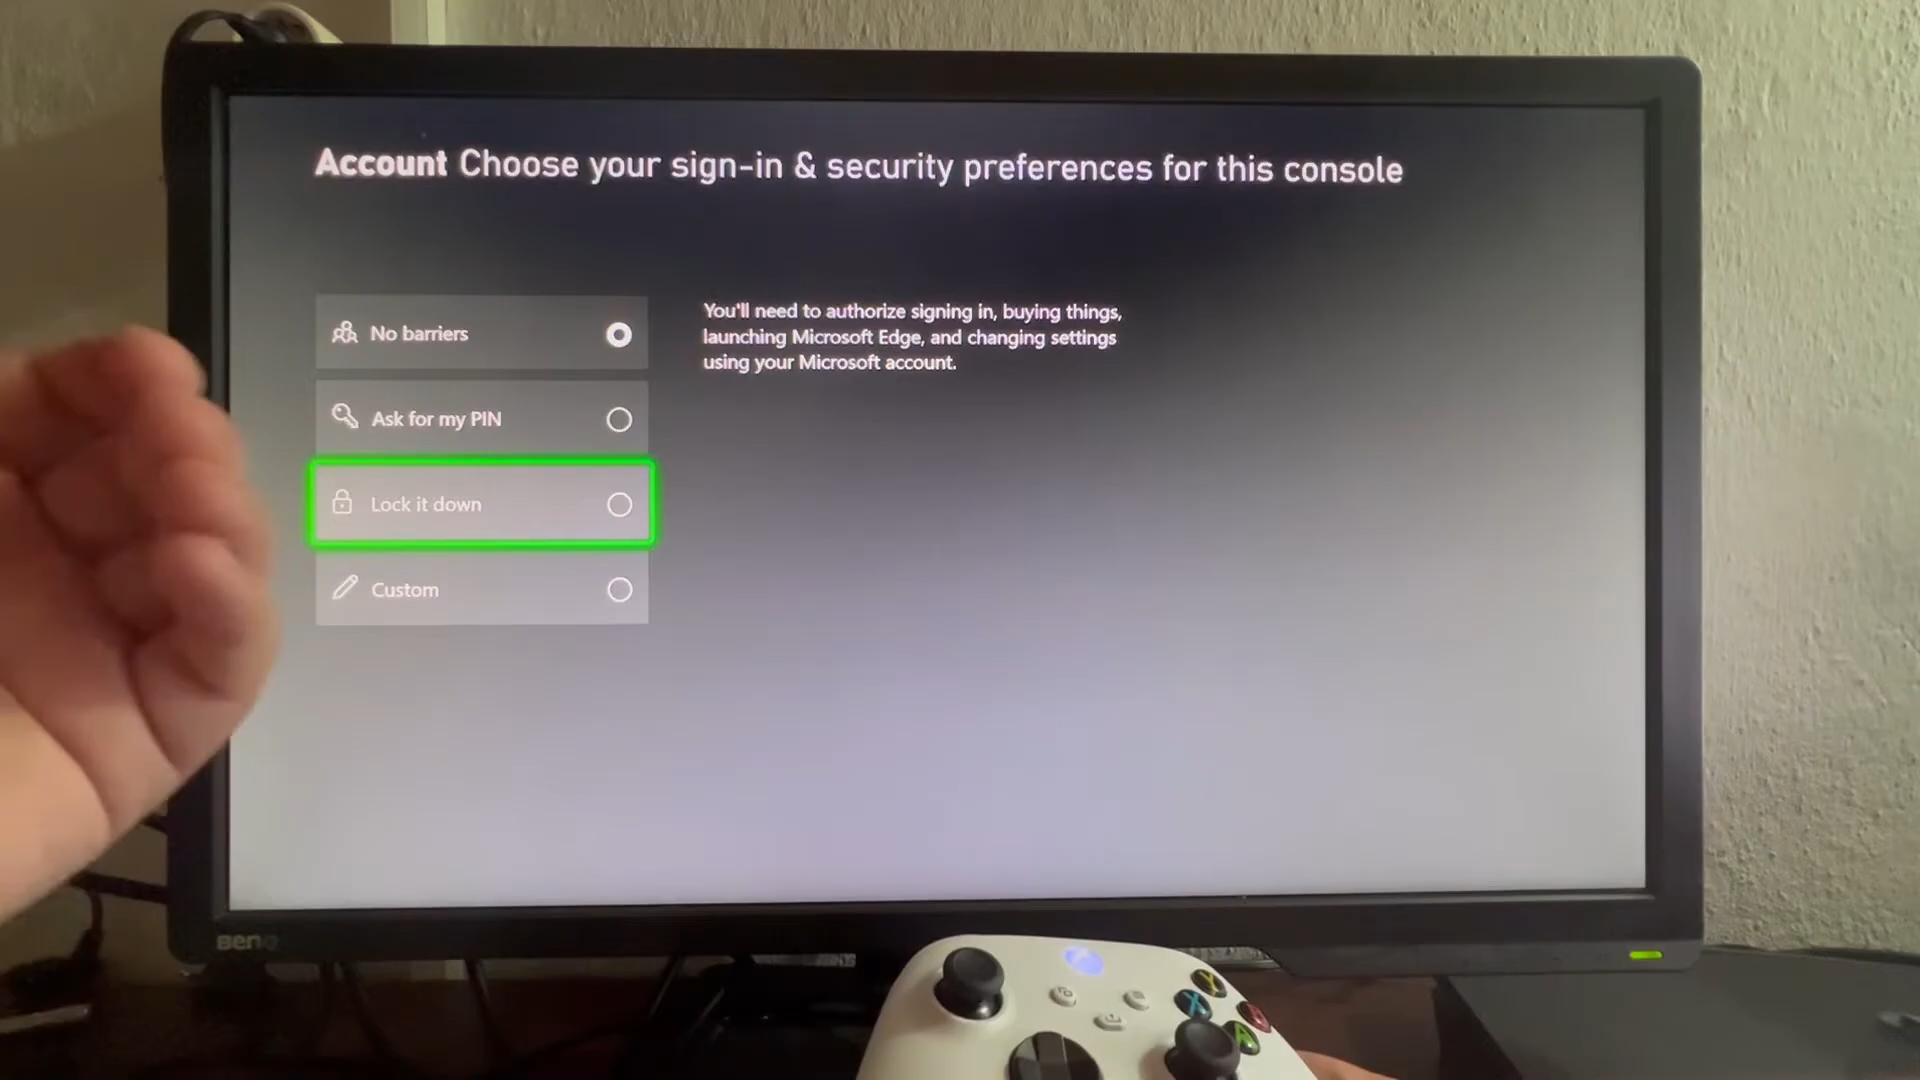 Account Choose your sign-in & security preferences for this console
No barriers
Ask for my PIN
Lock it down
Custom
You'll need to authorize signing in, buying things,
launching Microsoft Edge, and changing settings
using your Microsoft account.
BenQ
Y
X
B
A